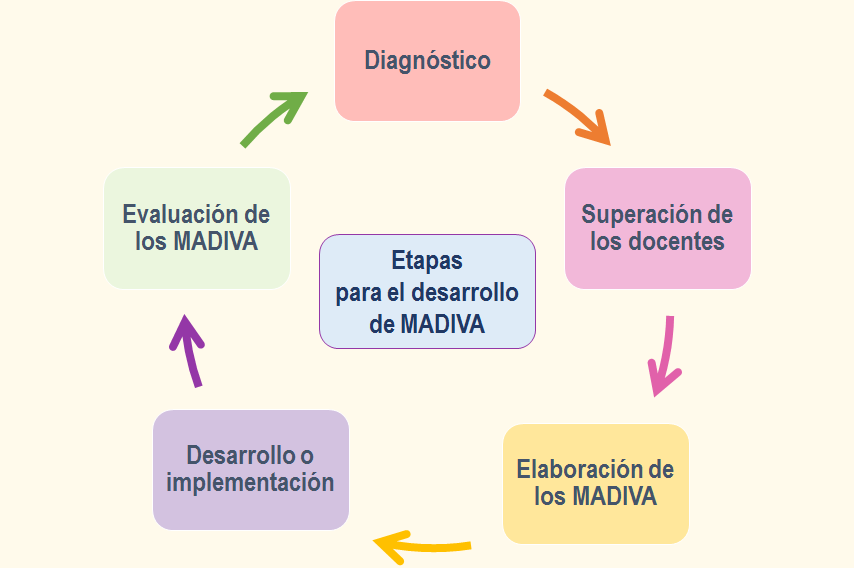 Diagnóstico
Superación de
los docentes
Elaboración de
los MADIVA
Desarrollo o
implementación
Evaluación de
los MADIVA
Etapas
para el desarrollo
de MADIVA